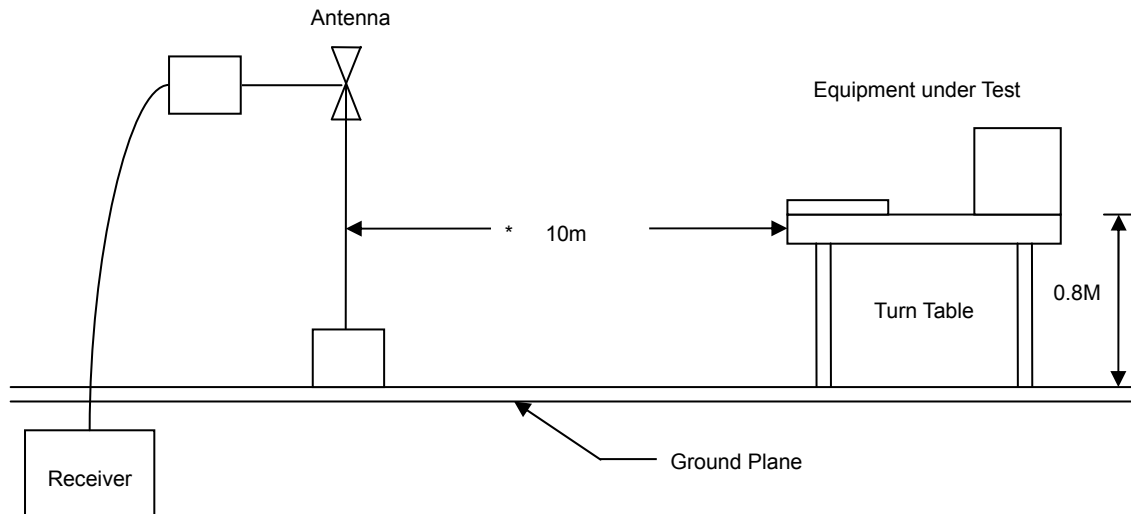 Antenna
Equipment under Test
* 10m
0.8M
Turn Table
Ground Plane
Receiver